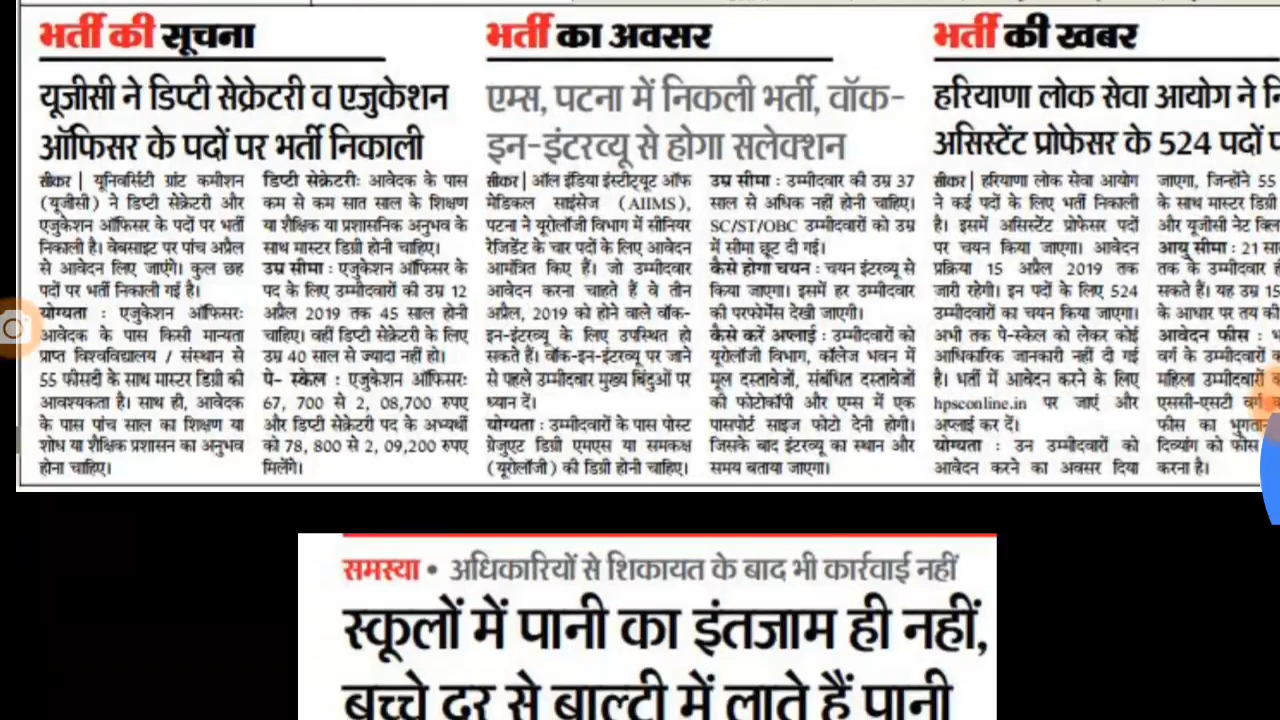 भर्ती की सूचना
यूजीसी ने डिप्टी सेक्रेटरी व एजुकेशन
ऑफिसर के पदों पर भर्ती निकाली
सीकर | यूनिवर्सिटी ग्रांट कमीशन
(यूजीसी) ने डिप्टी सेक्रेटरी और
एजुकेशन ऑफिसर के पदों पर भर्ती
निकाली है। वेबसाइट पर पांच अप्रैल
से आवेदन लिए जाएंगे। कुल छह
पदों पर भर्ती निकाली गई है।
योग्यता : एजुकेशन ऑफिसरः
आवेदक के पास किसी मान्यता
प्राप्त विश्वविद्यालय / संस्थान से
55 फीसदी के साथ मास्टर डिग्री की
आवश्यकता है। साथ ही, आवेदक
के पास पांच साल का शिक्षण या
शोध या शैक्षिक प्रशासन का अनुभव
होना चाहिए।
डिप्टी सेक्रेटरीः आवेदक के पास
कम से कम सात साल के शिक्षण
या शैक्षिक या प्रशासनिक अनुभव के
साथ मास्टर डिग्री होनी चाहिए।
उम्र सीमा : एजुकेशन ऑफिसर के
पद के लिए उम्मीदवारों की उम्र 12
अप्रैल 2019 तक 45 साल होनी
चाहिए। वहीं डिप्टी सेक्रेटरी के लिए
उम्र 40 साल से ज्यादा नहीं हो।
पे- स्केल : एजुकेशन ऑफिसरः
67, 700 से 2, 08,700 रुपए
और डिप्टी सेक्रेटरी पद के अभ्यर्थी
को 78, 800 से 2, 09,200 रुपए
मिलेंगे।
भर्ती का अवसर
एम्स, पटना में निकली भर्ती, वॉक-
इन-इंटरव्यू से होगा सलेक्शन
सीकर | ऑल इंडिया इंस्टीट्यूट ऑफ
मेडिकल साइंसेज (AIIMS),
पटना ने यूरोलॉजी विभाग में सीनियर
रेजिडेंट के चार पदों के लिए आवेदन
आमंत्रित किए हैं। जो उम्मीदवार
आवेदन करना चाहते हैं वे तीन
अप्रैल, 2019 को होने वाले वॉक-
इन-इंटरव्यू के लिए उपस्थित हो
सकते हैं। वॉक-इन-इंटरव्यू पर जाने
से पहले उम्मीदवार मुख्य बिंदुओं पर
ध्यान दें।
योग्यता : उम्मीदवारों के पास पोस्ट
ग्रेजुएट डिग्री एमएस या समकक्ष
(यूरोलॉजी) की डिग्री होनी चाहिए।
उम्र सीमा : उम्मीदवार की उम्र 37
साल से अधिक नहीं होनी चाहिए।
SC/ST/OBC उम्मीदवारों को उम्र
में सीमा छूट दी गई।
कैसे होगा चयन : चयन इंटरव्यू से
किया जाएगा। इसमें हर उम्मीदवार
की परफोर्मेंस देखी जाएगी।
कैसे करें अप्लाई : उम्मीदवारों को
यूरोलॉजी विभाग, कॉलेज भवन में
मूल दस्तावेजों, संबंधित दस्तावेजों
की फोटोकॉपी और एम्स में एक
पासपोर्ट साइज फोटो देनी होगी।
जिसके बाद इंटरव्यू का स्थान और
समय बताया जाएगा।
भर्ती की खबर
हरियाणा लोक सेवा आयोग ने
असिस्टेंट प्रोफेसर के 524 पदों
सीकर | हरियाणा लोक सेवा आयोग
ने कई पदों के लिए भर्ती निकाली
है। इसमें असिस्टेंट प्रोफेसर पदों
पर चयन किया जाएगा। आवेदन
प्रक्रिया 15 अप्रैल 2019 तक
जारी रहेगी। इन पदों के लिए 524
उम्मीदवारों का चयन किया जाएगा।
अभी तक पे-स्केल को लेकर कोई
आधिकारिक जानकारी नहीं दी गई
है। भर्ती में आवेदन करने के लिए
hpsconline.in पर जाएं और
अप्लाई कर दें।
योग्यता : उन उम्मीदवारों को
आवेदन करने का अवसर दिया
जाएगा, जिन्होंने 55
के साथ मास्टर डिग्री
और यूजीसी नेट
आयु सीमा : 21
तक के उम्मीदवार
सकते हैं। यह उम्र 15
के आधार पर तय की
आवेदन फीस :
वर्ग के उम्मीदवारों
महिला उम्मीदवारों
एससी-एसटी वर्ग
फीस का भुगतान
दिव्यांग को फीस
करना है।
समस्या • अधिकारियों से शिकायत के बाद भी कार्रवाई नहीं
स्कूलों में पानी का इंतजाम ही नहीं,
बच्चे दूर से बाल्टी में लाते हैं पानी